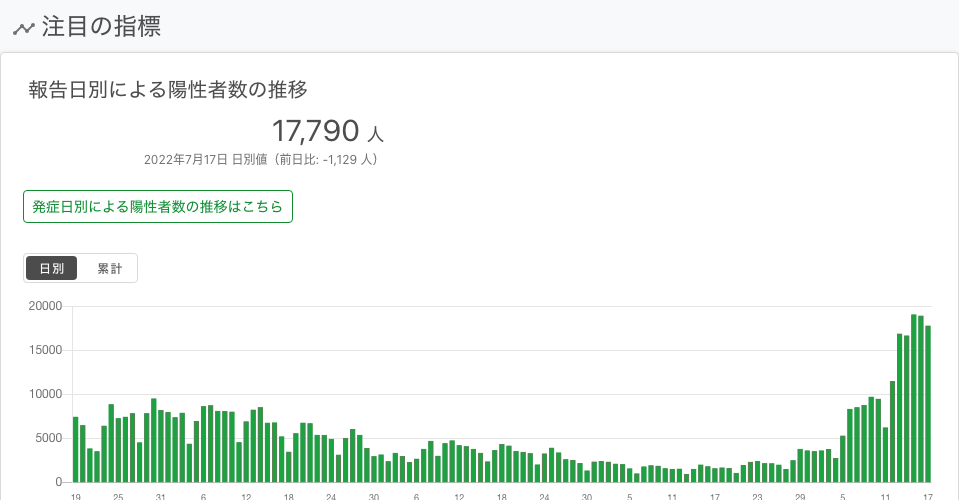 注目の指標
報告日別による陽性者数の推移
17,790 人
2022年7月17日 日別値（前日比: -1,129 人）
発症日別による陽性者数の推移はこちら
日別 累計
20000
15000
10000
5000
0
19 25 31 6 12 18 24 30 6 12 18 24 30 5 11 17 23 29 5 11 17